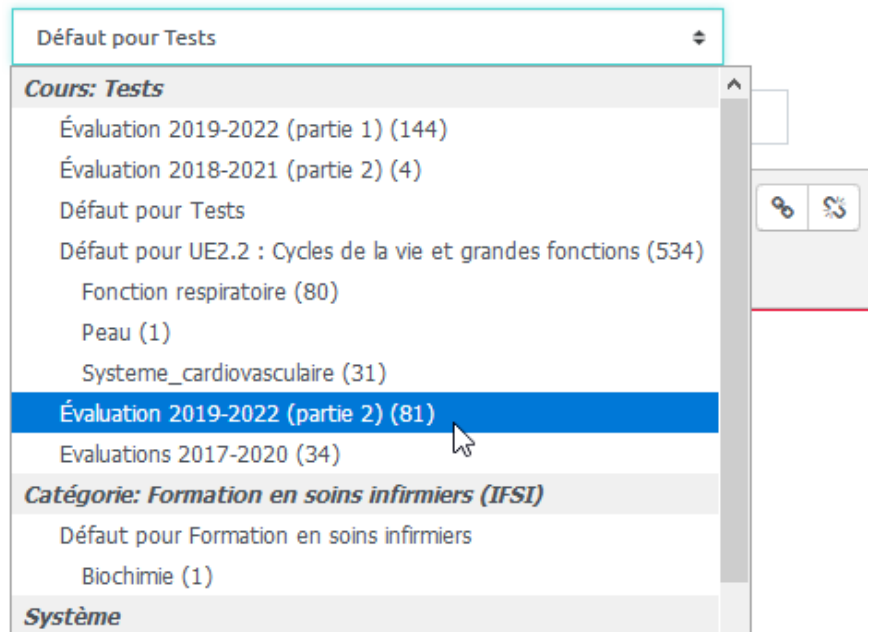 Défaut pour Tests
Cours: Tests
Évaluation 2019-2022 (partie 1) (144)
Évaluation 2018-2021 (partie 2) (4)
Défaut pour Tests
Défaut pour UE2.2 : Cycles de la vie et grandes fonctions (534)
Fonction respiratoire (80)
Peau (1)
Systeme_cardiovasculaire (31)
Évaluation 2019-2022 (partie 2) (81)
Evaluations 2017-2020 (34)
Catégorie: Formation en soins infirmiers (IFSI)
Défaut pour Formation en soins infirmiers
Biochimie (1)
Système